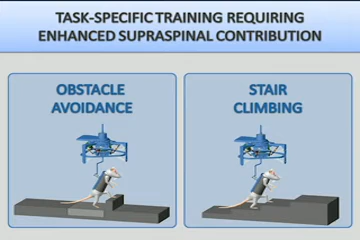 TASK-SPECIFIC TRAINING REQUIRING
ENHANCED SUPRASPINAL CONTRIBUTION
OBSTACLE
AVOIDANCE
STAIR
CLIMBING